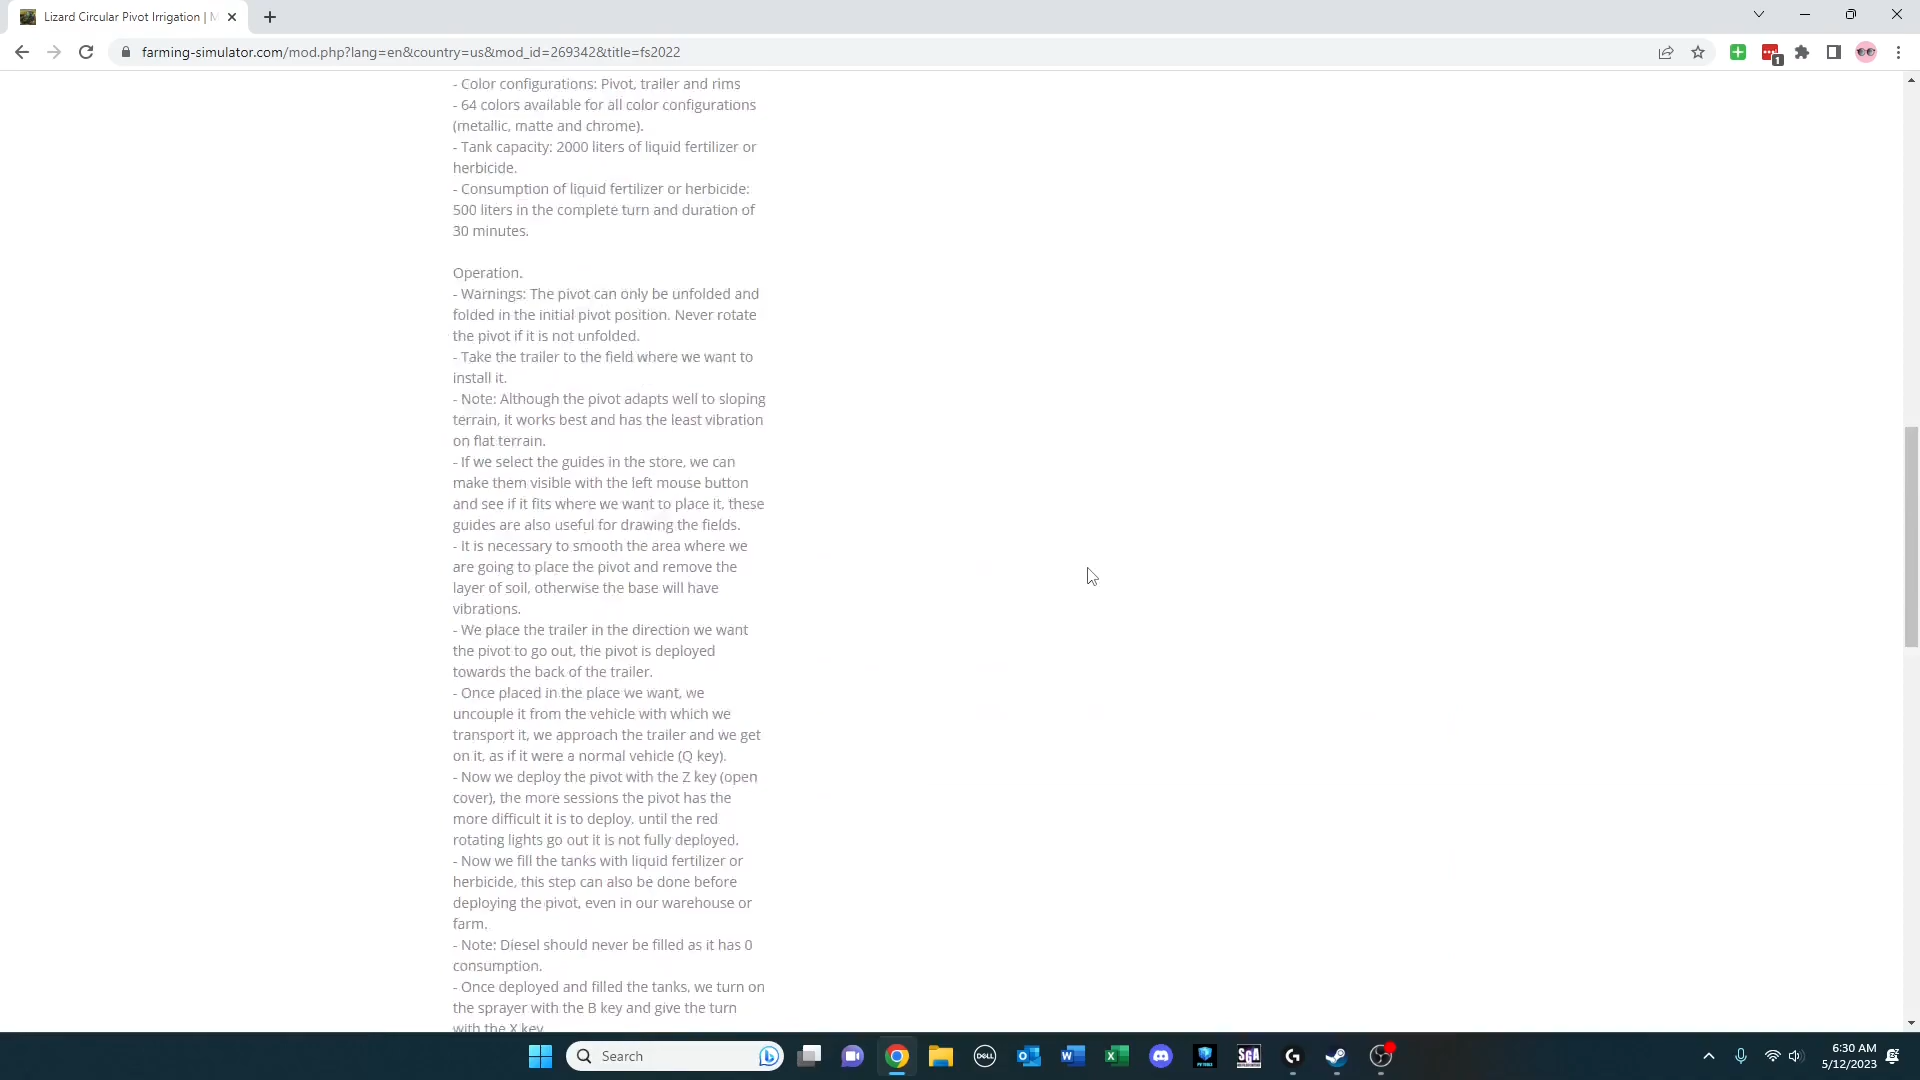 Lizard Circular Pivot Irrigation | M
farming-simulator.com/mod.php?lang=en&country=us&mod_id=269342&title=fs2022
1
- Color configurations: Pivot, trailer and rims
- 64 colors available for all color configurations
(metallic, matte and chrome).
- Tank capacity: 2000 liters of liquid fertilizer or
herbicide.
- Consumption of liquid fertilizer or herbicide:
500 liters in the complete turn and duration of
30 minutes.
Operation.
- Warnings: The pivot can only be unfolded and
folded in the initial pivot position. Never rotate
the pivot if it is not unfolded.
- Take the trailer to the field where we want to
install it.
- Note: Although the pivot adapts well to sloping
terrain, it works best and has the least vibration
on flat terrain.
- If we select the guides in the store, we can
make them visible with the left mouse button
and see if it fits where we want to place it, these
guides are also useful for drawing the fields.
- It is necessary to smooth the area where we
are going to place the pivot and remove the
layer of soil, otherwise the base will have
vibrations.
- We place the trailer in the direction we want
the pivot to go out, the pivot is deployed
towards the back of the trailer.
- Once placed in the place we want, we
uncouple it from the vehicle with which we
transport it, we approach the trailer and we get
on it, as if it were a normal vehicle (Q key).
- Now we deploy the pivot with the Z key (open
cover), the more sessions the pivot has the
more difficult it is to deploy, until the red
rotating lights go out it is not fully deployed.
- Now we fill the tanks with liquid fertilizer or
herbicide, this step can also be done before
deploying the pivot, even in our warehouse or
farm.
- Note: Diesel should never be filled as it has 0
consumption.
- Once deployed and filled the tanks, we turn on
the sprayer with the B key and give the turn
with the X key
Search
DELL
SGA
6:30 AM
5/12/2023